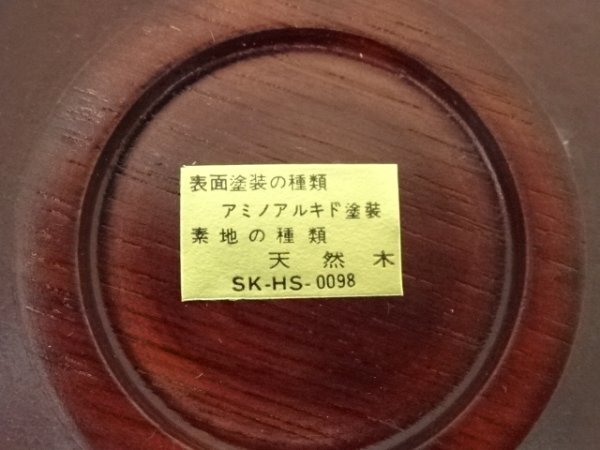 表面塗装の種類
アミノアルキド塗装
素地の種類
天然木
SK-HS-0098